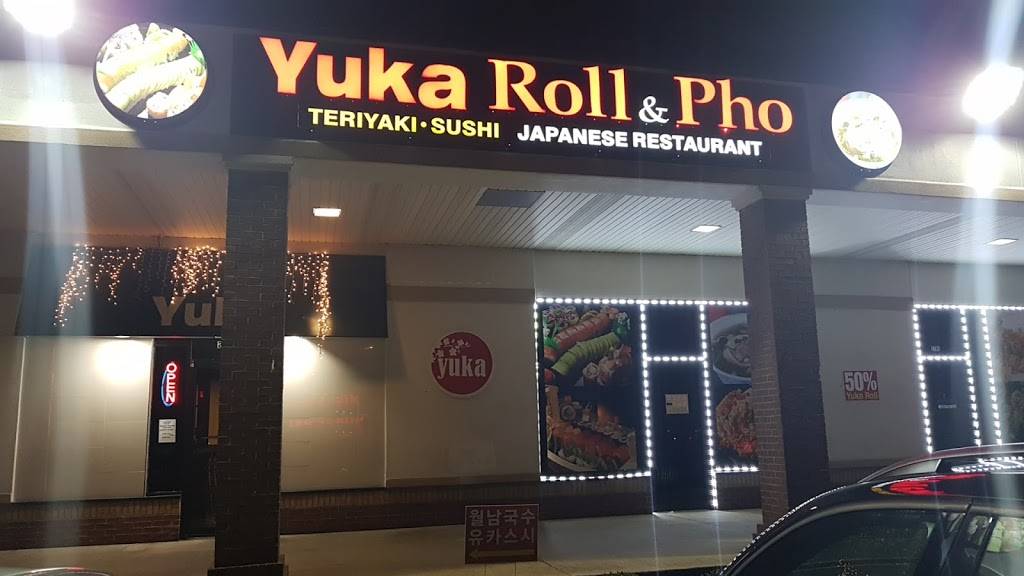 Yuka Roll & Pho
TERIYAKI·SUSHI JAPANESE RESTAURANT
OPEN
yuka
50%
Yuka Roll
월남국수
유카스시